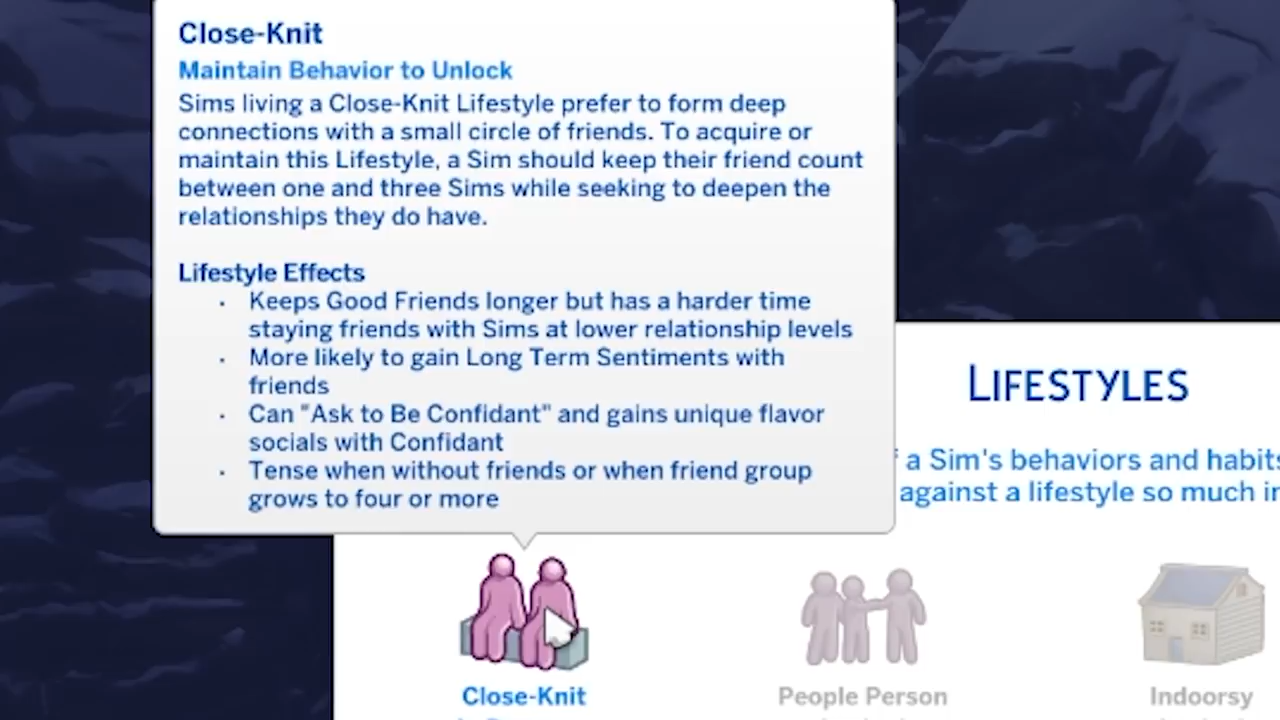 Close-Knit
Maintain Behavior to Unlock
Sims living a Close-Knit Lifestyle prefer to form deep
connections with a small circle of friends. To acquire or
maintain this Lifestyle, a Sim should keep their friend count
between one and three Sims while seeking to deepen the
relationships they do have.
Lifestyle Effects
· Keeps Good Friends longer but has a harder time
staying friends with Sims at lower relationship levels
· More likely to gain Long Term Sentiments with
friends
· Can "Ask to Be Confidant" and gains unique flavor
socials with Confidant
· Tense when without friends or when friend group
grows to four or more
LIFESTYLES
a Sim's behaviors and habits
against a lifestyle so much
Close-Knit
People Person
Indoorsy